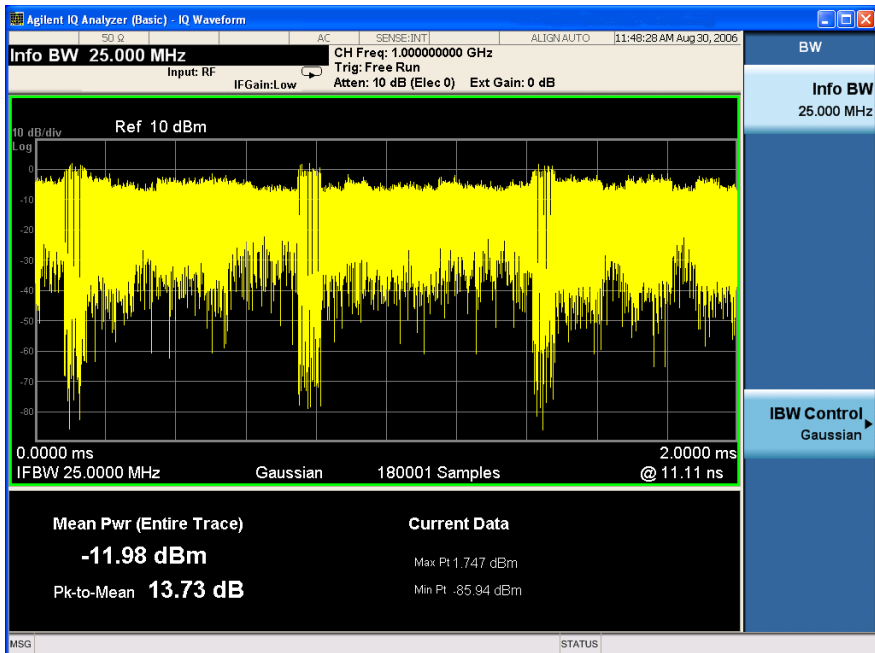 Agilent IQ Analyzer (Basic) - IQ Waveform
50 Ω AC SENSE:INT ALIGN AUTO 11:48:28 AM Aug 30, 2006
Info BW 25.000 MHz
Input: RF
IFGain:Low
CH Freq: 1.000000000 GHz
Trig: Free Run
Atten: 10 dB (Elec 0) Ext Gain: 0 dB
BW
Info BW
25.000 MHz
IBW Control
Gaussian
10 dB/div
Log
Ref 10 dBm
0
-10
-20
-30
-40
-50
-60
-70
-80
0.0000 ms 2.0000 ms
IFBW 25.0000 MHz Gaussian 180001 Samples @ 11.11 ns
Mean Pwr (Entire Trace)
-11.98 dBm
Pk-to-Mean 13.73 dB
Current Data
Max Pt 1.747 dBm
Min Pt -85.94 dBm
MSG STATUS